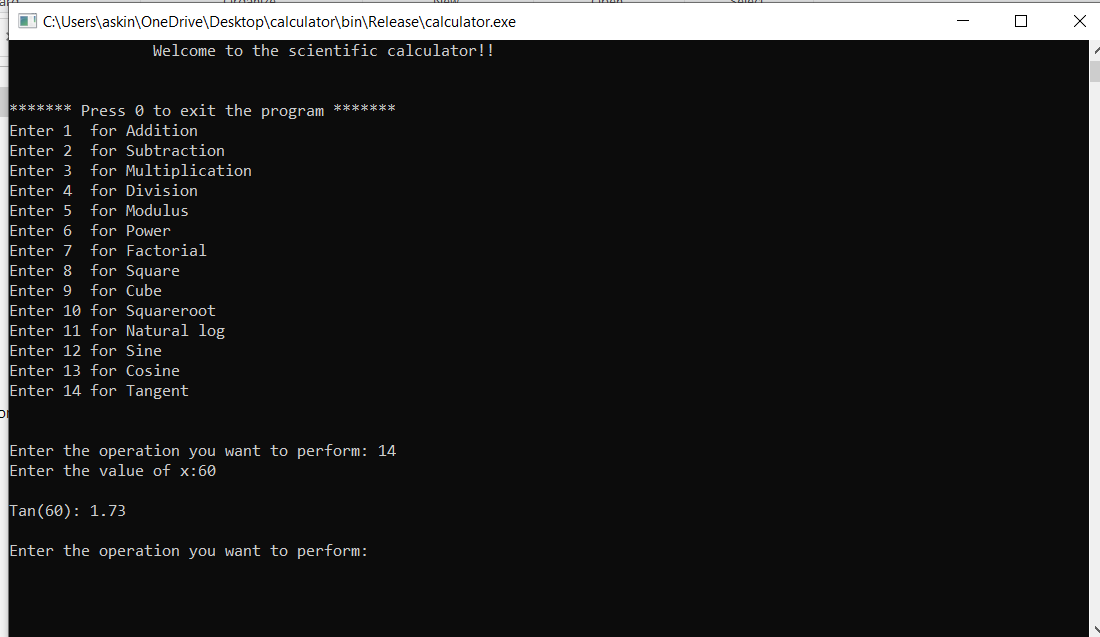 C:\Users\askin\OneDrive\Desktop\calculator\bin\Release\calculator.exe
Welcome to the scientific calculator!!
******* Press 0 to exit the program *******
Enter 1  for Addition
Enter 2  for Subtraction
Enter 3  for Multiplication
Enter 4  for Division
Enter 5  for Modulus
Enter 6  for Power
Enter 7  for Factorial
Enter 8  for Square
Enter 9  for Cube
Enter 10 for Squareroot
Enter 11 for Natural log
Enter 12 for Sine
Enter 13 for Cosine
Enter 14 for Tangent
Enter the operation you want to perform: 14
Enter the value of x:60
Tan(60): 1.73
Enter the operation you want to perform: